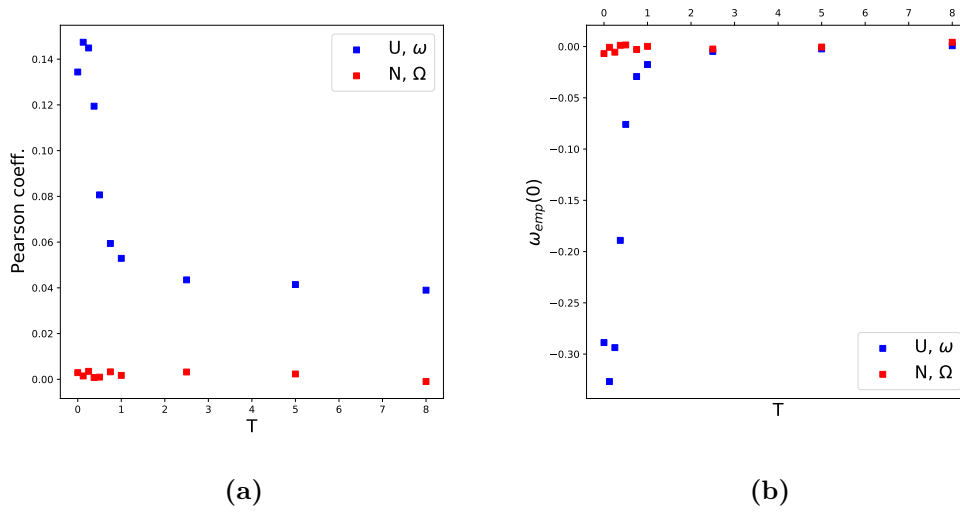 0.14
0.12
0.10
0.08
0.06
0.04
0.02
0.00
Pearson coeff.
U, ω
N, Ω
0 1 2 3 4 5 6 7 8
T
(a)
0 1 2 3 4 5 6 7 8
0.00
−0.05
−0.10
−0.15
−0.20
−0.25
−0.30
ω_{emp}(0)
U, ω
N, Ω
T
(b)